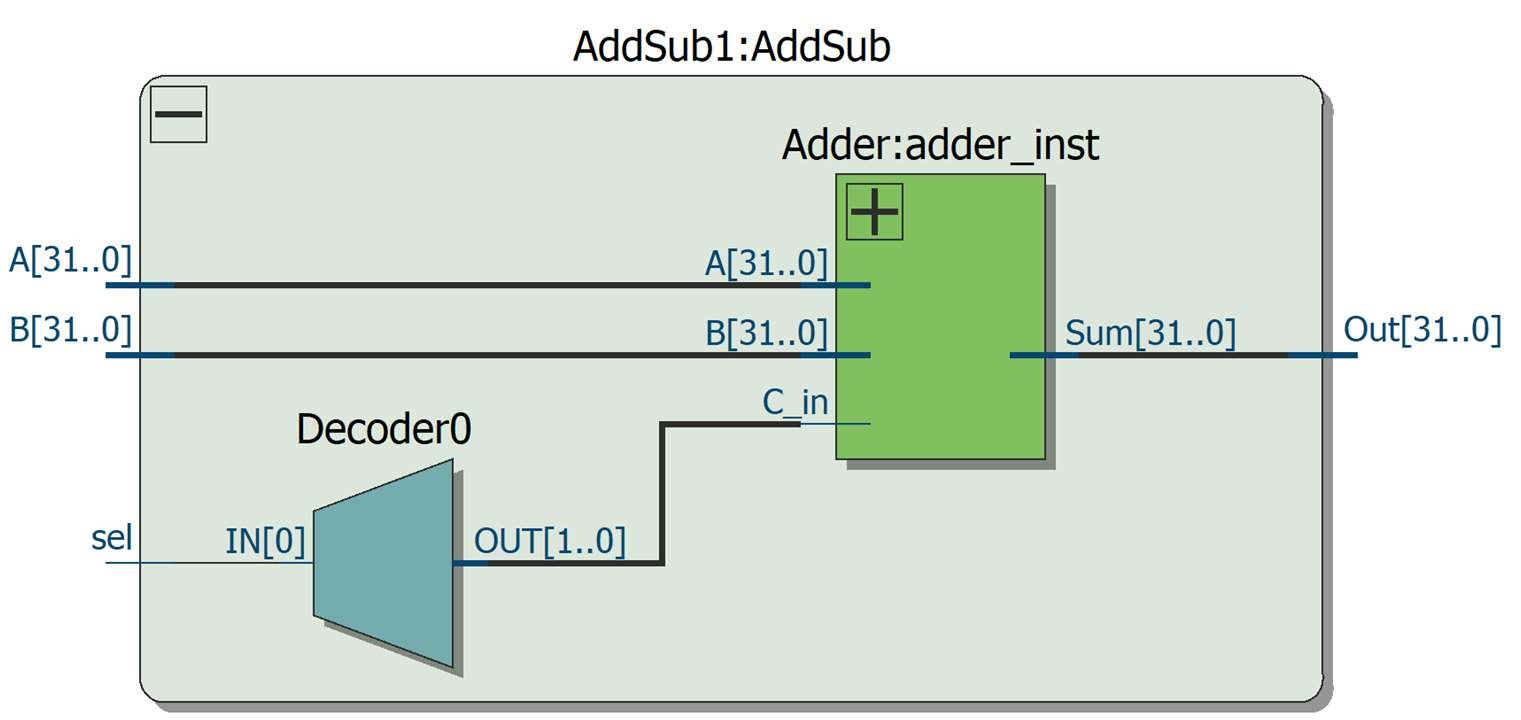 AddSub1:AddSub
Adder:adder_inst
A[31..0]
A[31..0]
B[31..0]
B[31..0]
Sum[31..0]
Out[31..0]
C_in
Decoder0
sel
IN[0]
OUT[1..0]